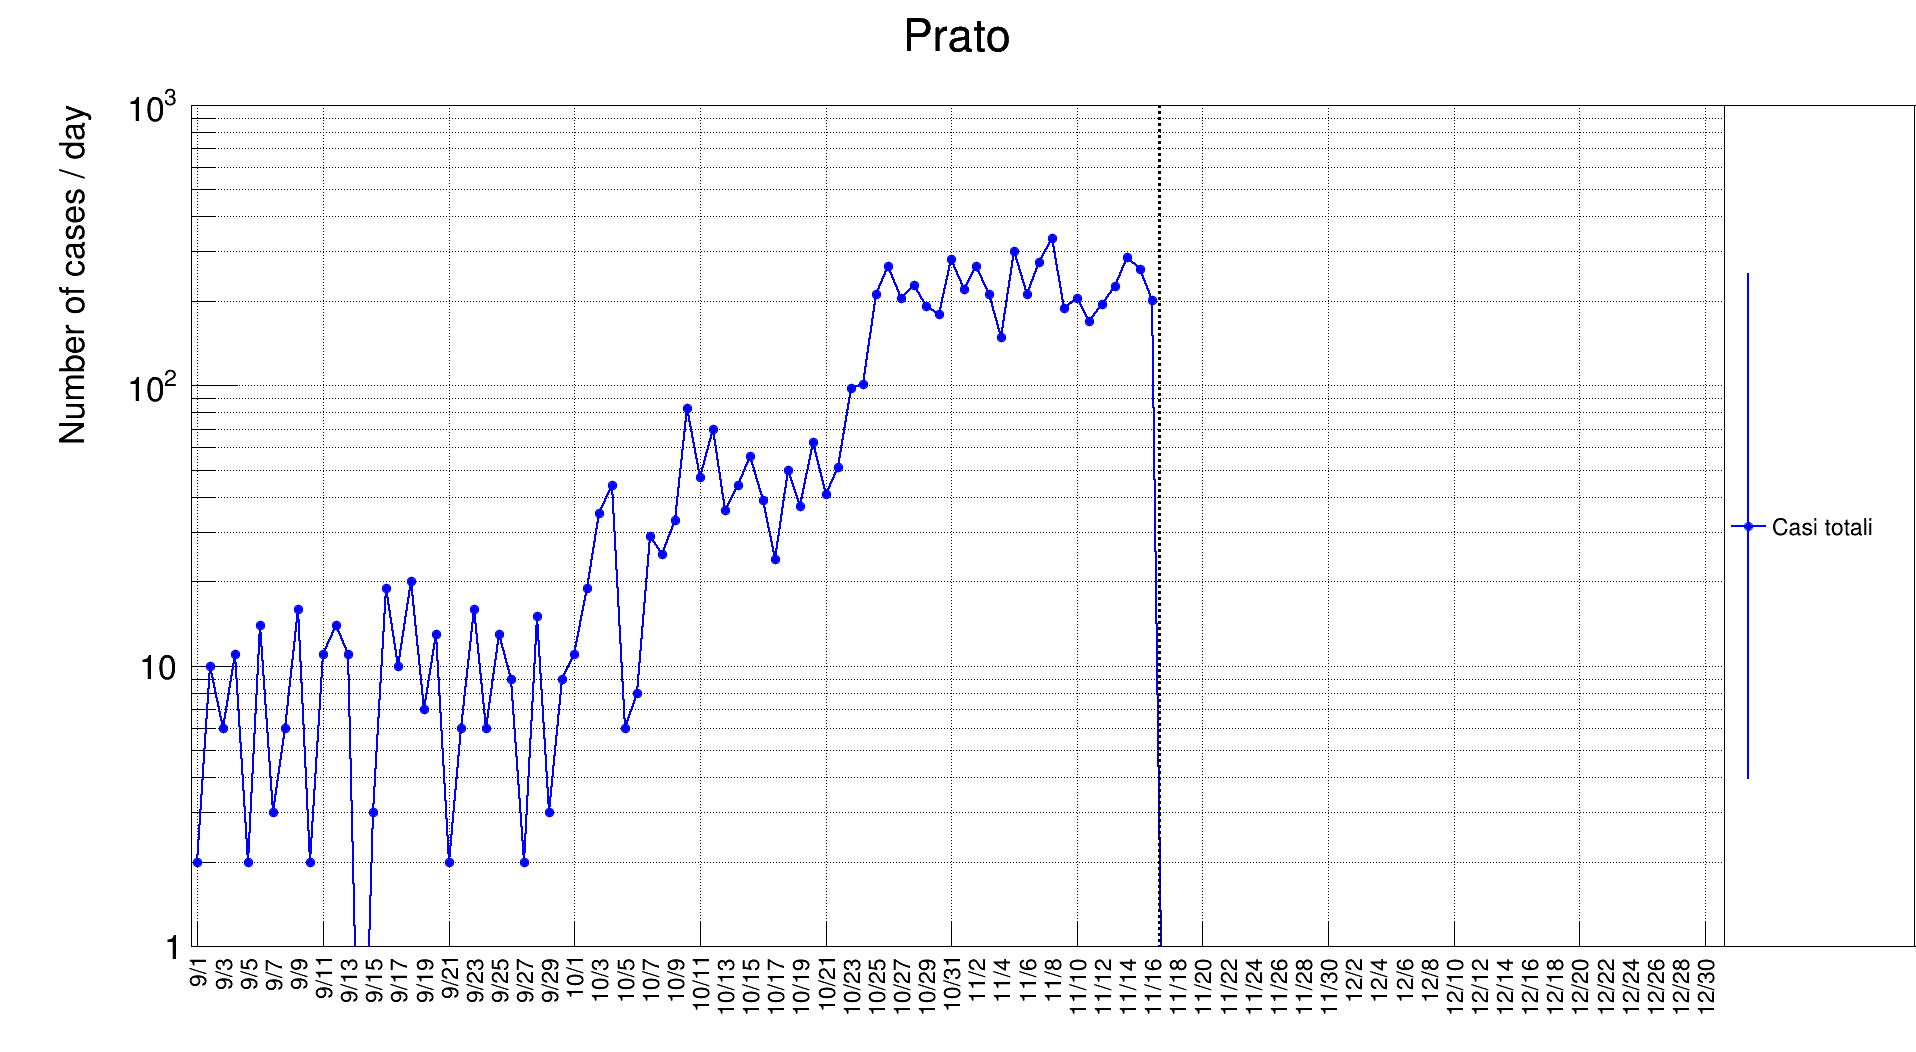 Prato
Number of cases / day
10³
10²
10
1
9/1 9/3 9/5 9/7 9/9 9/11 9/13 9/15 9/17 9/19 9/21 9/23 9/25 9/27 9/29 10/1 10/3 10/5 10/7 10/9 10/11 10/13 10/15 10/17 10/19 10/21 10/23 10/25 10/27 10/29 10/31 11/2 11/4 11/6 11/8 11/10 11/12 11/14 11/16 11/18 11/20 11/22 11/24 11/26 11/28 11/30 12/2 12/4 12/6 12/8 12/10 12/12 12/14 12/16 12/18 12/20 12/22 12/24 12/26 12/28 12/30
Casi totali